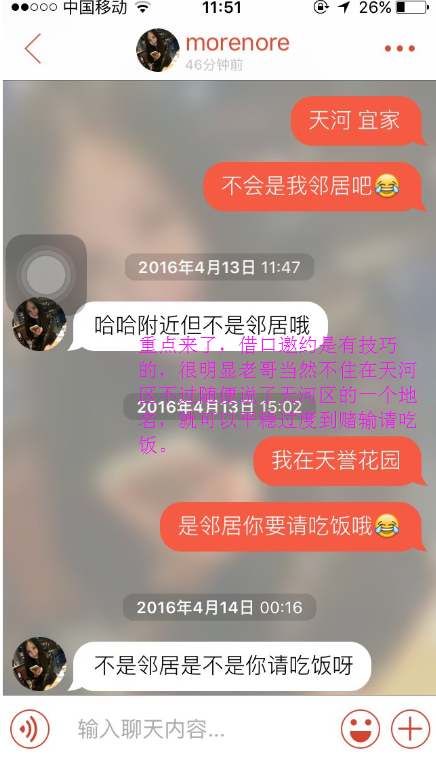 中国移动 11:51 26%
morenore
46分钟前
天河 宜家
不会是我邻居吧😂
2016年4月13日 11:47
哈哈附近但不是邻居哦
重点来了，借口邀约是有技巧
的，很明显老哥当然不住在天河
区不过随便说了天河区的一个地
2016年4月13日 15:02
名，就可以平稳过度到赌输请吃
饭。
我在天誉花园
是邻居你要请吃饭哦😂
2016年4月14日 00:16
不是邻居是不是你请吃饭呀
输入聊天内容...